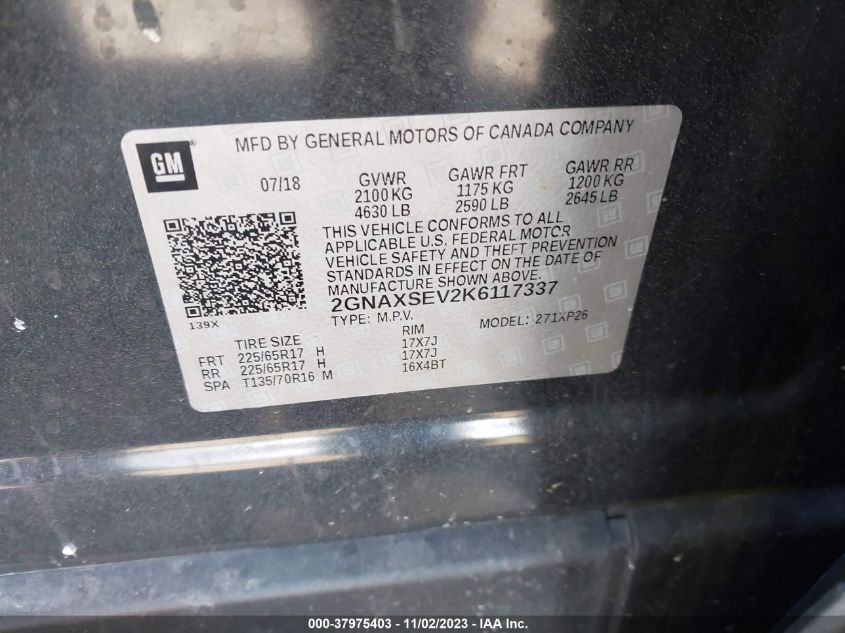 MFD BY GENERAL MOTORS OF CANADA COMPANY
GM ®
07/18 GVWR GAWR FRT GAWR RR
2100 KG 1175 KG 1200 KG
4630 LB 2590 LB 2645 LB
THIS VEHICLE CONFORMS TO ALL
APPLICABLE U.S. FEDERAL MOTOR
VEHICLE SAFETY AND THEFT PREVENTION
STANDARDS IN EFFECT ON THE DATE OF
MANUFACTURE SHOWN ABOVE.
2GNAXSEV2K6117337
139X
TYPE: M.P.V. MODEL: 271XP26
TIRE SIZE RIM
FRT 225/65R17 H 17X7J
RR 225/65R17 H 17X7J
SPA T135/70R16 M 16X4BT
000-37975403 - 11/02/2023 - IAAI.com